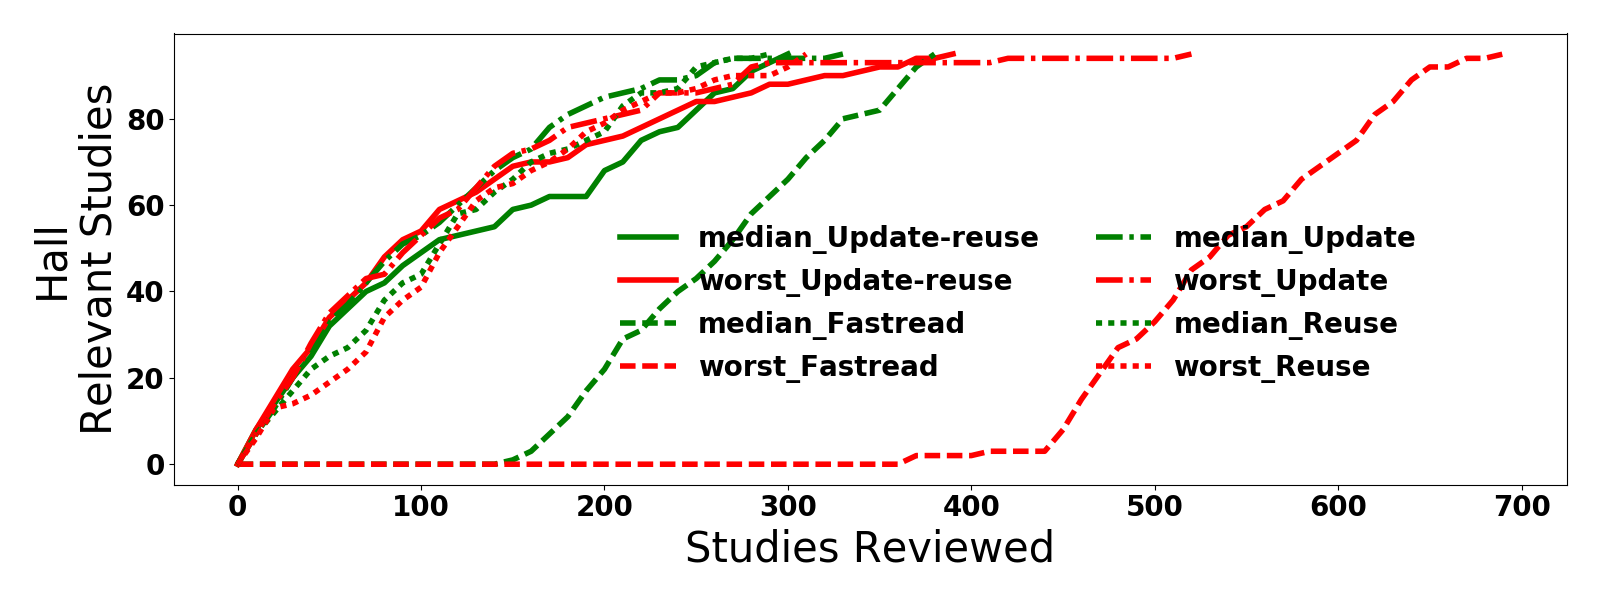 Hall
Relevant Studies
80
60
40
20
0
median_Update-reuse
worst_Update-reuse
median_Fastread
worst_Fastread
median_Update
worst_Update
median_Reuse
worst_Reuse
0 100 200 300 400 500 600 700
Studies Reviewed